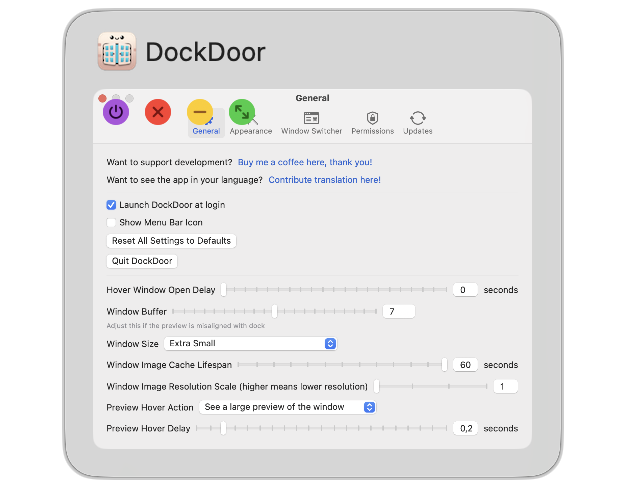 DockDoor
General
General Appearance Window Switcher Permissions Updates
Want to support development? Buy me a coffee here, thank you!
Want to see the app in your language? Contribute translation here!
Launch DockDoor at login
Show Menu Bar Icon
Reset All Settings to Defaults
Quit DockDoor
Hover Window Open Delay 0 seconds
Window Buffer 7
Adjust this if the preview is misaligned with dock
Window Size Extra Small
Window Image Cache Lifespan 60 seconds
Window Image Resolution Scale (higher means lower resolution) 1
Preview Hover Action See a large preview of the window
Preview Hover Delay 0,2 seconds